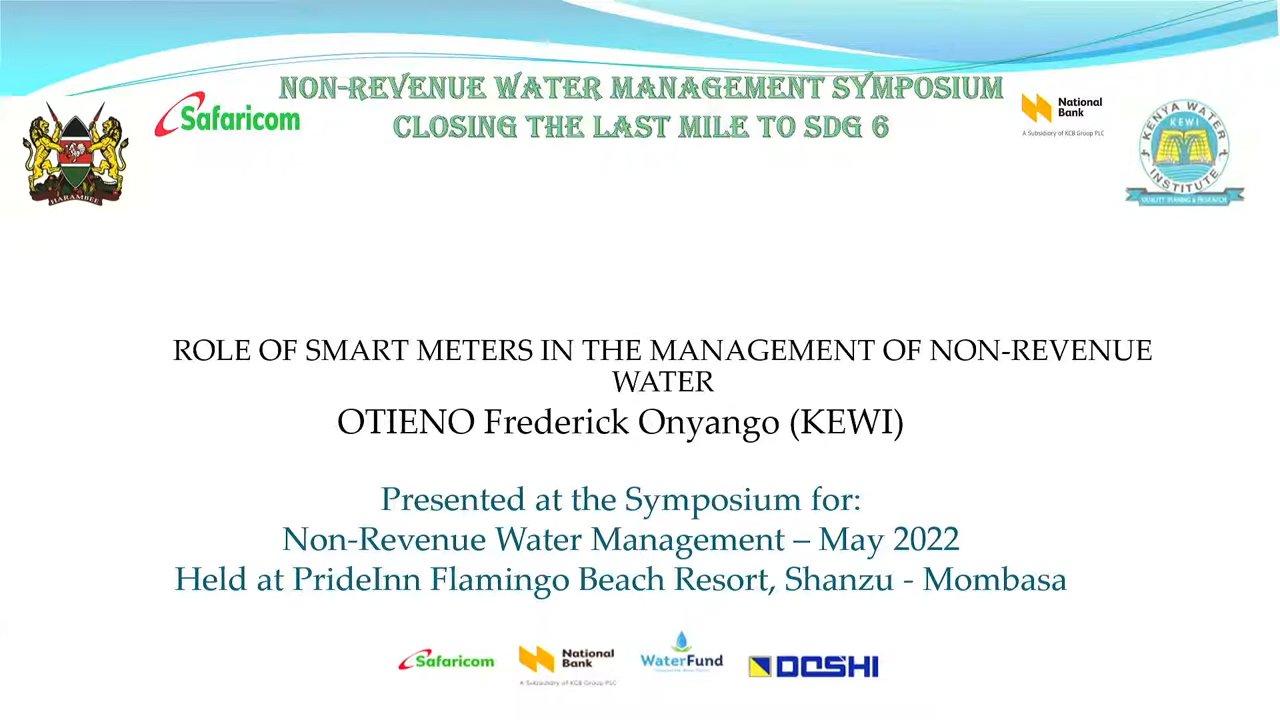 NON-REVENUE WATER MANAGEMENT SYMPOSIUM
CLOSING THE LAST MILE TO SDG 6
Safaricom
National
Bank
A Subsidiary of KCB Group PLC
HARAMBEE
KENYA WATER
KEWI
INSTITUTE
ROLE OF SMART METERS IN THE MANAGEMENT OF NON-REVENUE
WATER
OTIENO Frederick Onyango (KEWI)
Presented at the Symposium for:
Non-Revenue Water Management – May 2022
Held at PrideInn Flamingo Beach Resort, Shanzu - Mombasa
Safaricom
National
Bank
A Subsidiary of KCB Group PLC
WaterFund
DOSHI